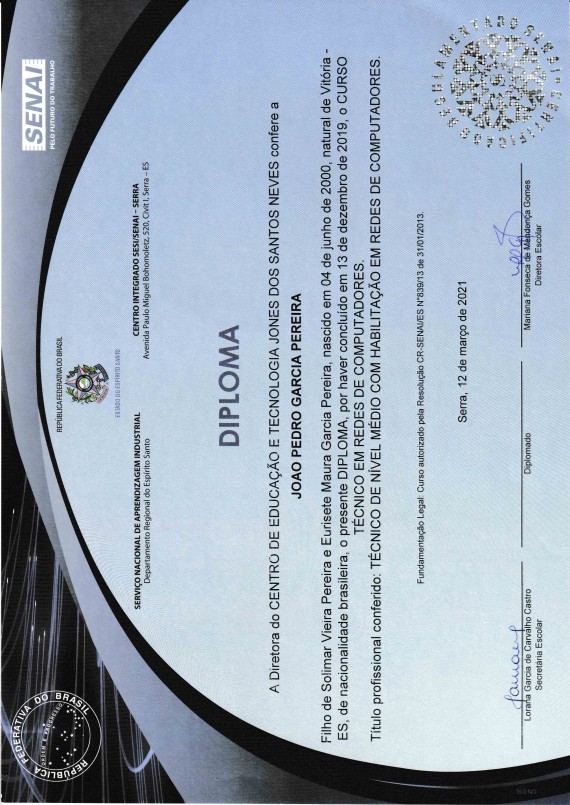 REPÚBLICA FEDERATIVA DO BRASIL
ORDEM E PROGRESSO
SENAI
PELO FUTURO DO TRABALHO
REPÚBLICA FEDERATIVA DO BRASIL
ESTADO DO ESPÍRITO SANTO
SERVIÇO NACIONAL DE APRENDIZAGEM INDUSTRIAL
Departamento Regional do Espírito Santo
CENTRO INTEGRADO SESI/SENAI – SERRA
Avenida Paulo Miguel Bohomoletz, 520, Civit I, Serra – ES
DIPLOMA
A Diretora do CENTRO DE EDUCAÇÃO E TECNOLOGIA JONES DOS SANTOS NEVES confere a
JOAO PEDRO GARCIA PEREIRA
Filho de Solimar Vieira Pereira e Eurisete Maura Garcia Pereira, nascido em 04 de junho de 2000, natural de Vitória -
ES, de nacionalidade brasileira, o presente DIPLOMA, por haver concluído em 13 de dezembro de 2019, o CURSO
TÉCNICO EM REDES DE COMPUTADORES.
Título profissional conferido: TÉCNICO DE NÍVEL MÉDIO COM HABILITAÇÃO EM REDES DE COMPUTADORES.
Fundamentação Legal: Curso autorizado pela Resolução CR-SENAI/ES N°839/13 de 31/01/2013.
Serra, 12 de março de 2021
Lorana Garcia de Carvalho Castro
Secretária Escolar
Diplomado
Mariana Fonseca de Mendonça Gomes
Diretora Escolar